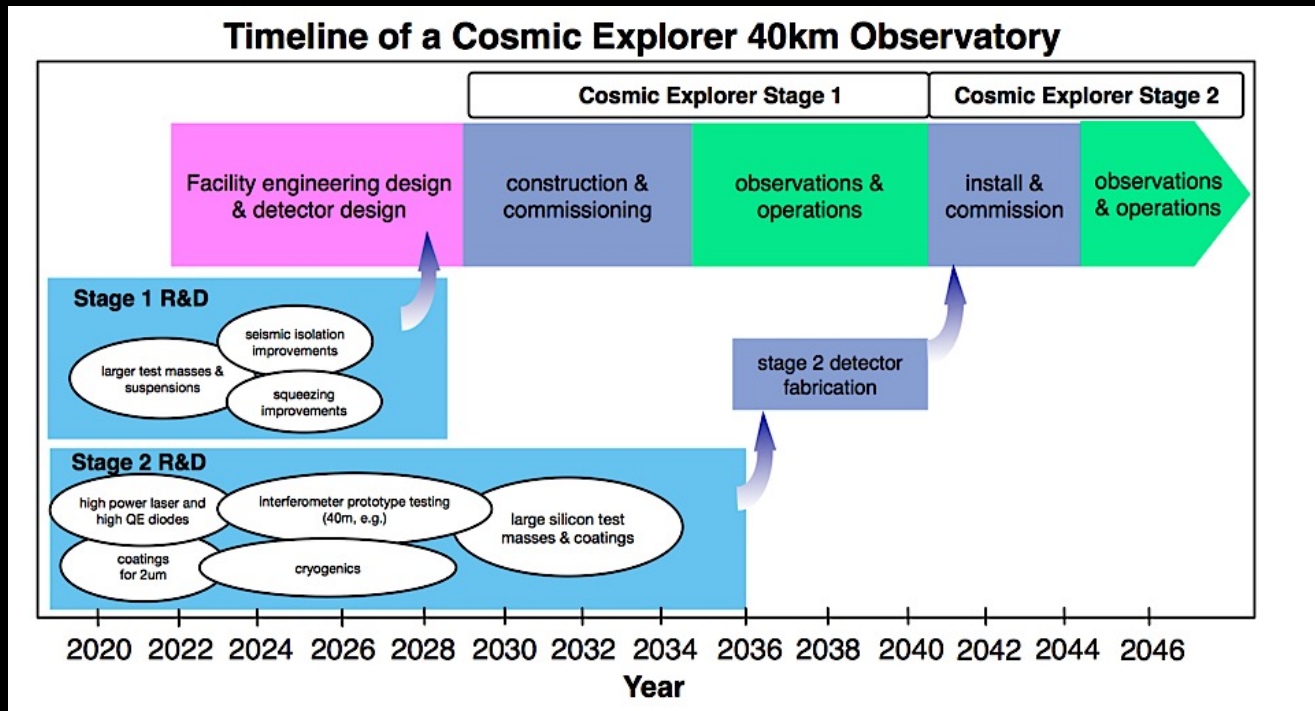 Timeline of a Cosmic Explorer 40km Observatory
Cosmic Explorer Stage 1
Cosmic Explorer Stage 2
Facility engineering design
& detector design
construction &
commissioning
observations &
operations
install &
commission
observations
& operations
Stage 1 R&D
seismic isolation
improvements
larger test masses &
suspensions
squeezing
improvements
stage 2 detector
fabrication
Stage 2 R&D
high power laser and
high QE diodes
interferometer prototype testing
(40m, e.g.)
large silicon test
masses & coatings
coatings
for 2um
cryogenics
2020 2022 2024 2026 2028 2030 2032 2034 2036 2038 2040 2042 2044 2046
Year